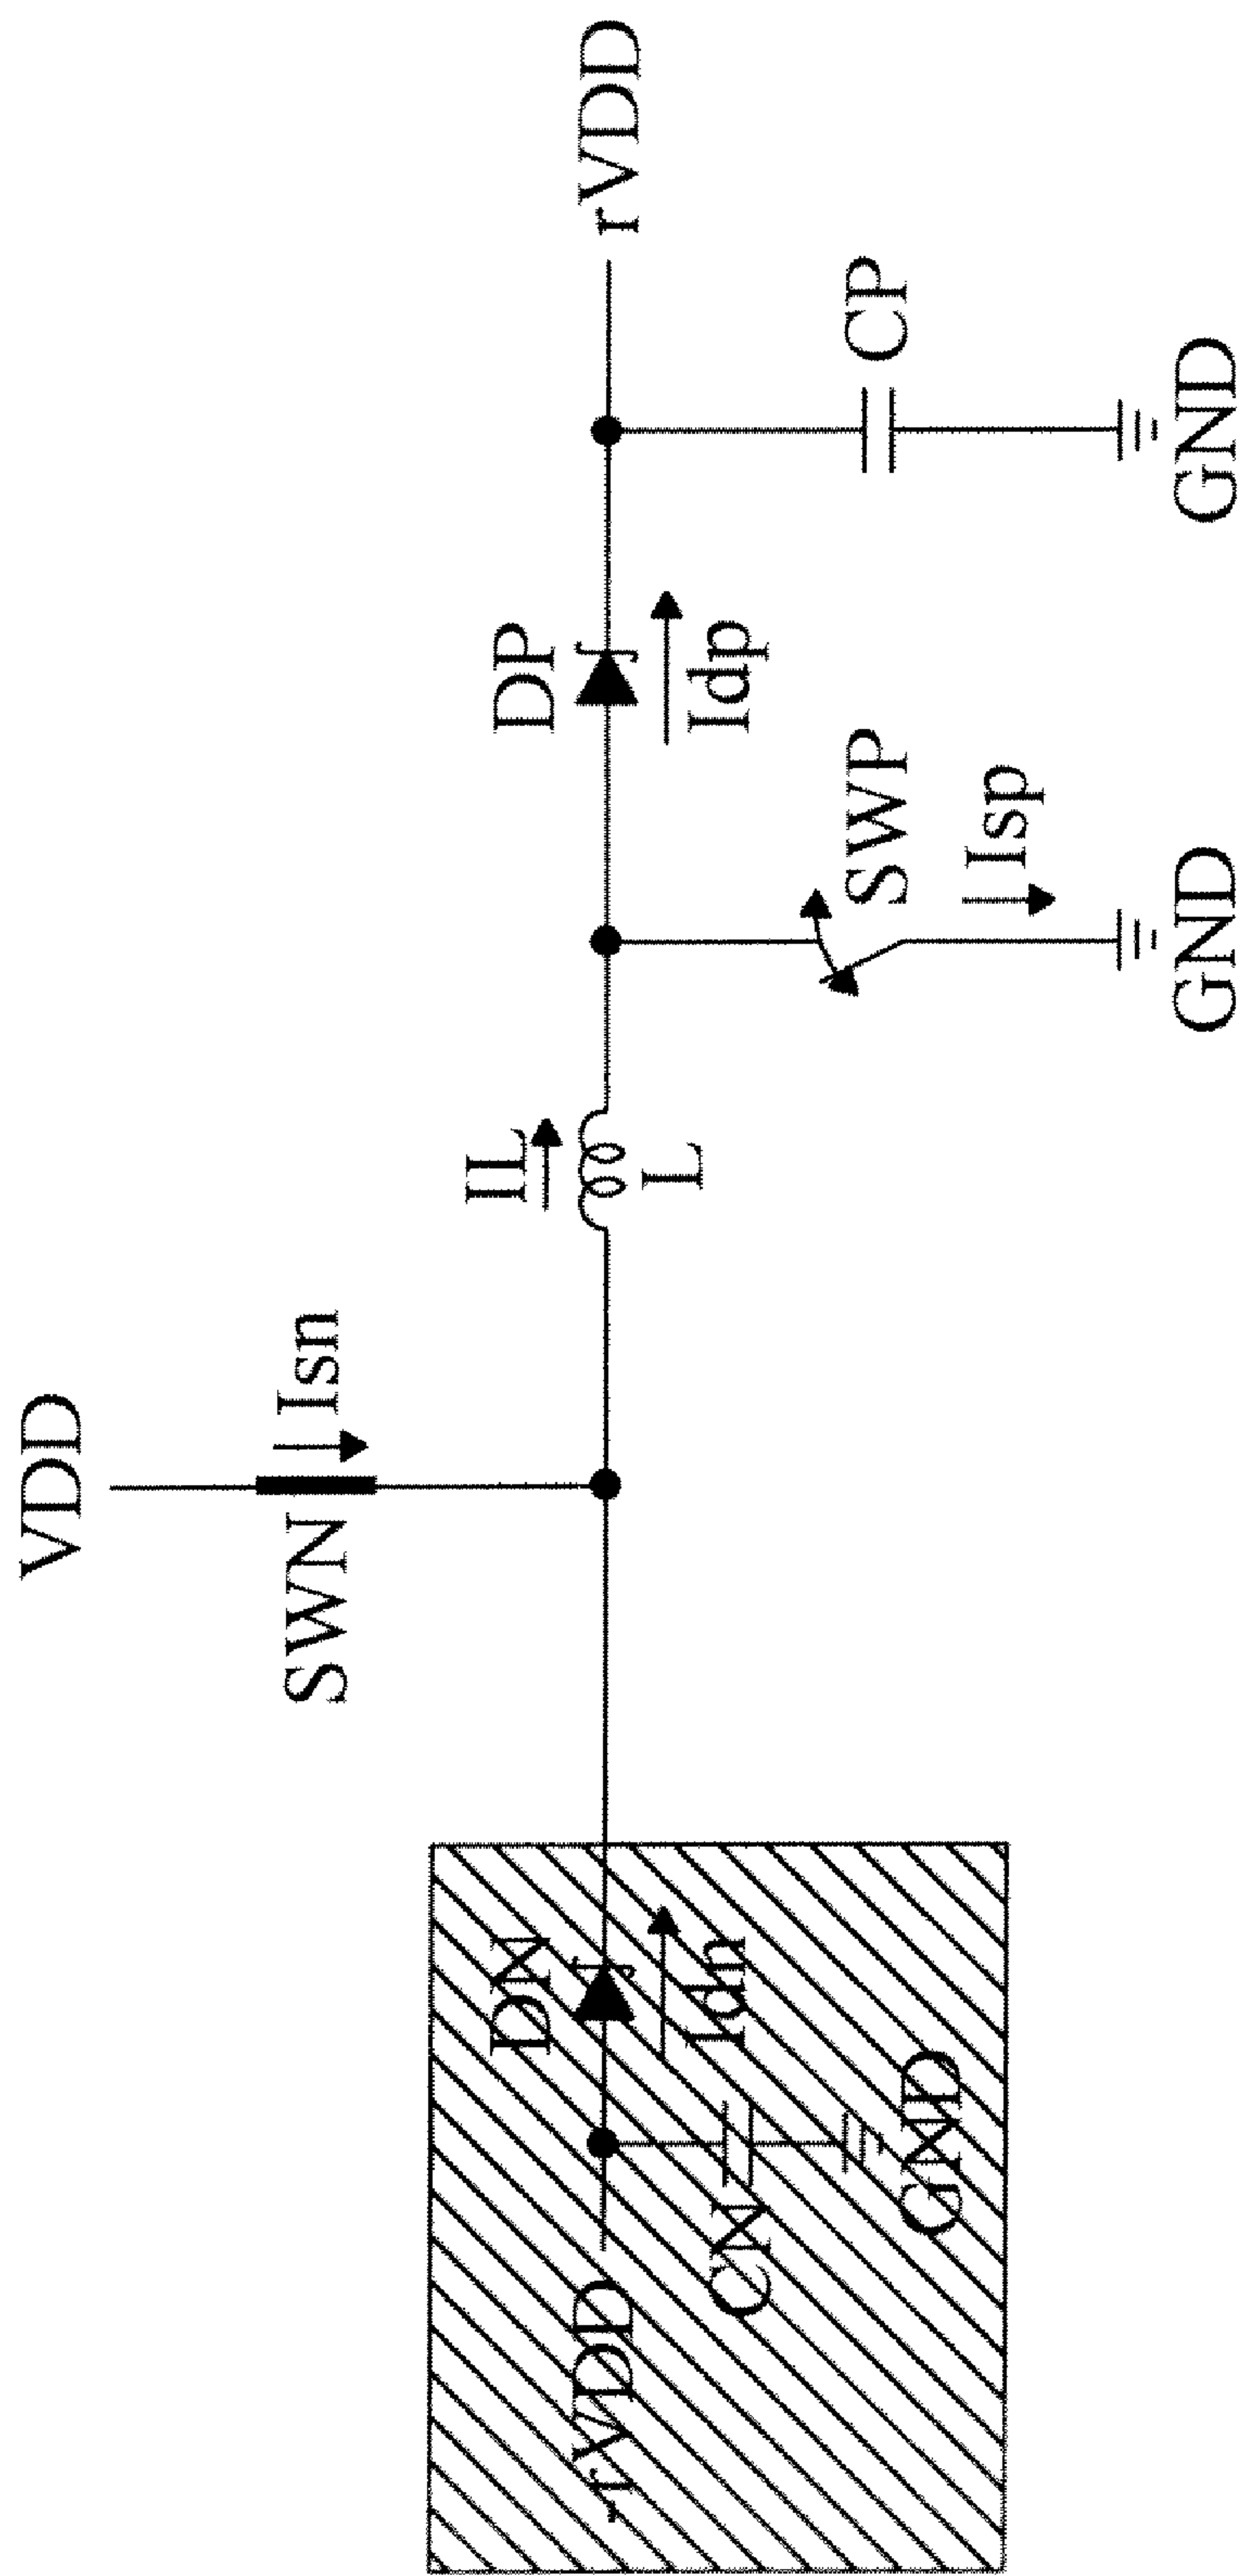 VDD
SWN
Isn
IL
L
DP
Idp
rVDD
SWP
Isp
CP
GND
GND
DN
Idn
-rVDD
CN
GND